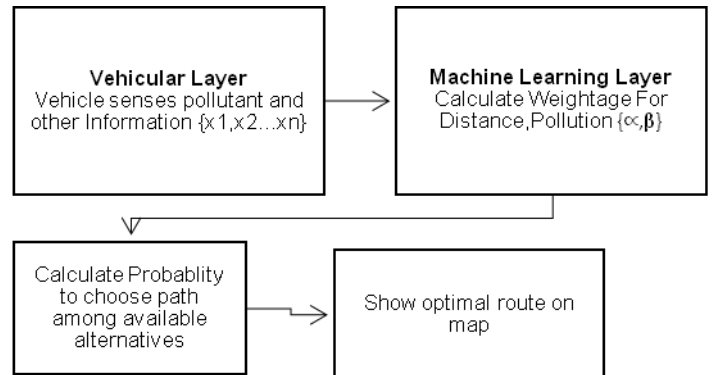 Vehicular Layer
Vehicle senses pollutant and
other Information {x1,x2...xn}
Machine Learning Layer
Calculate Weightage For
Distance,Pollution {∝,β}
Calculate Probablity
to choose path
among available
alternatives
Show optimal route on
map